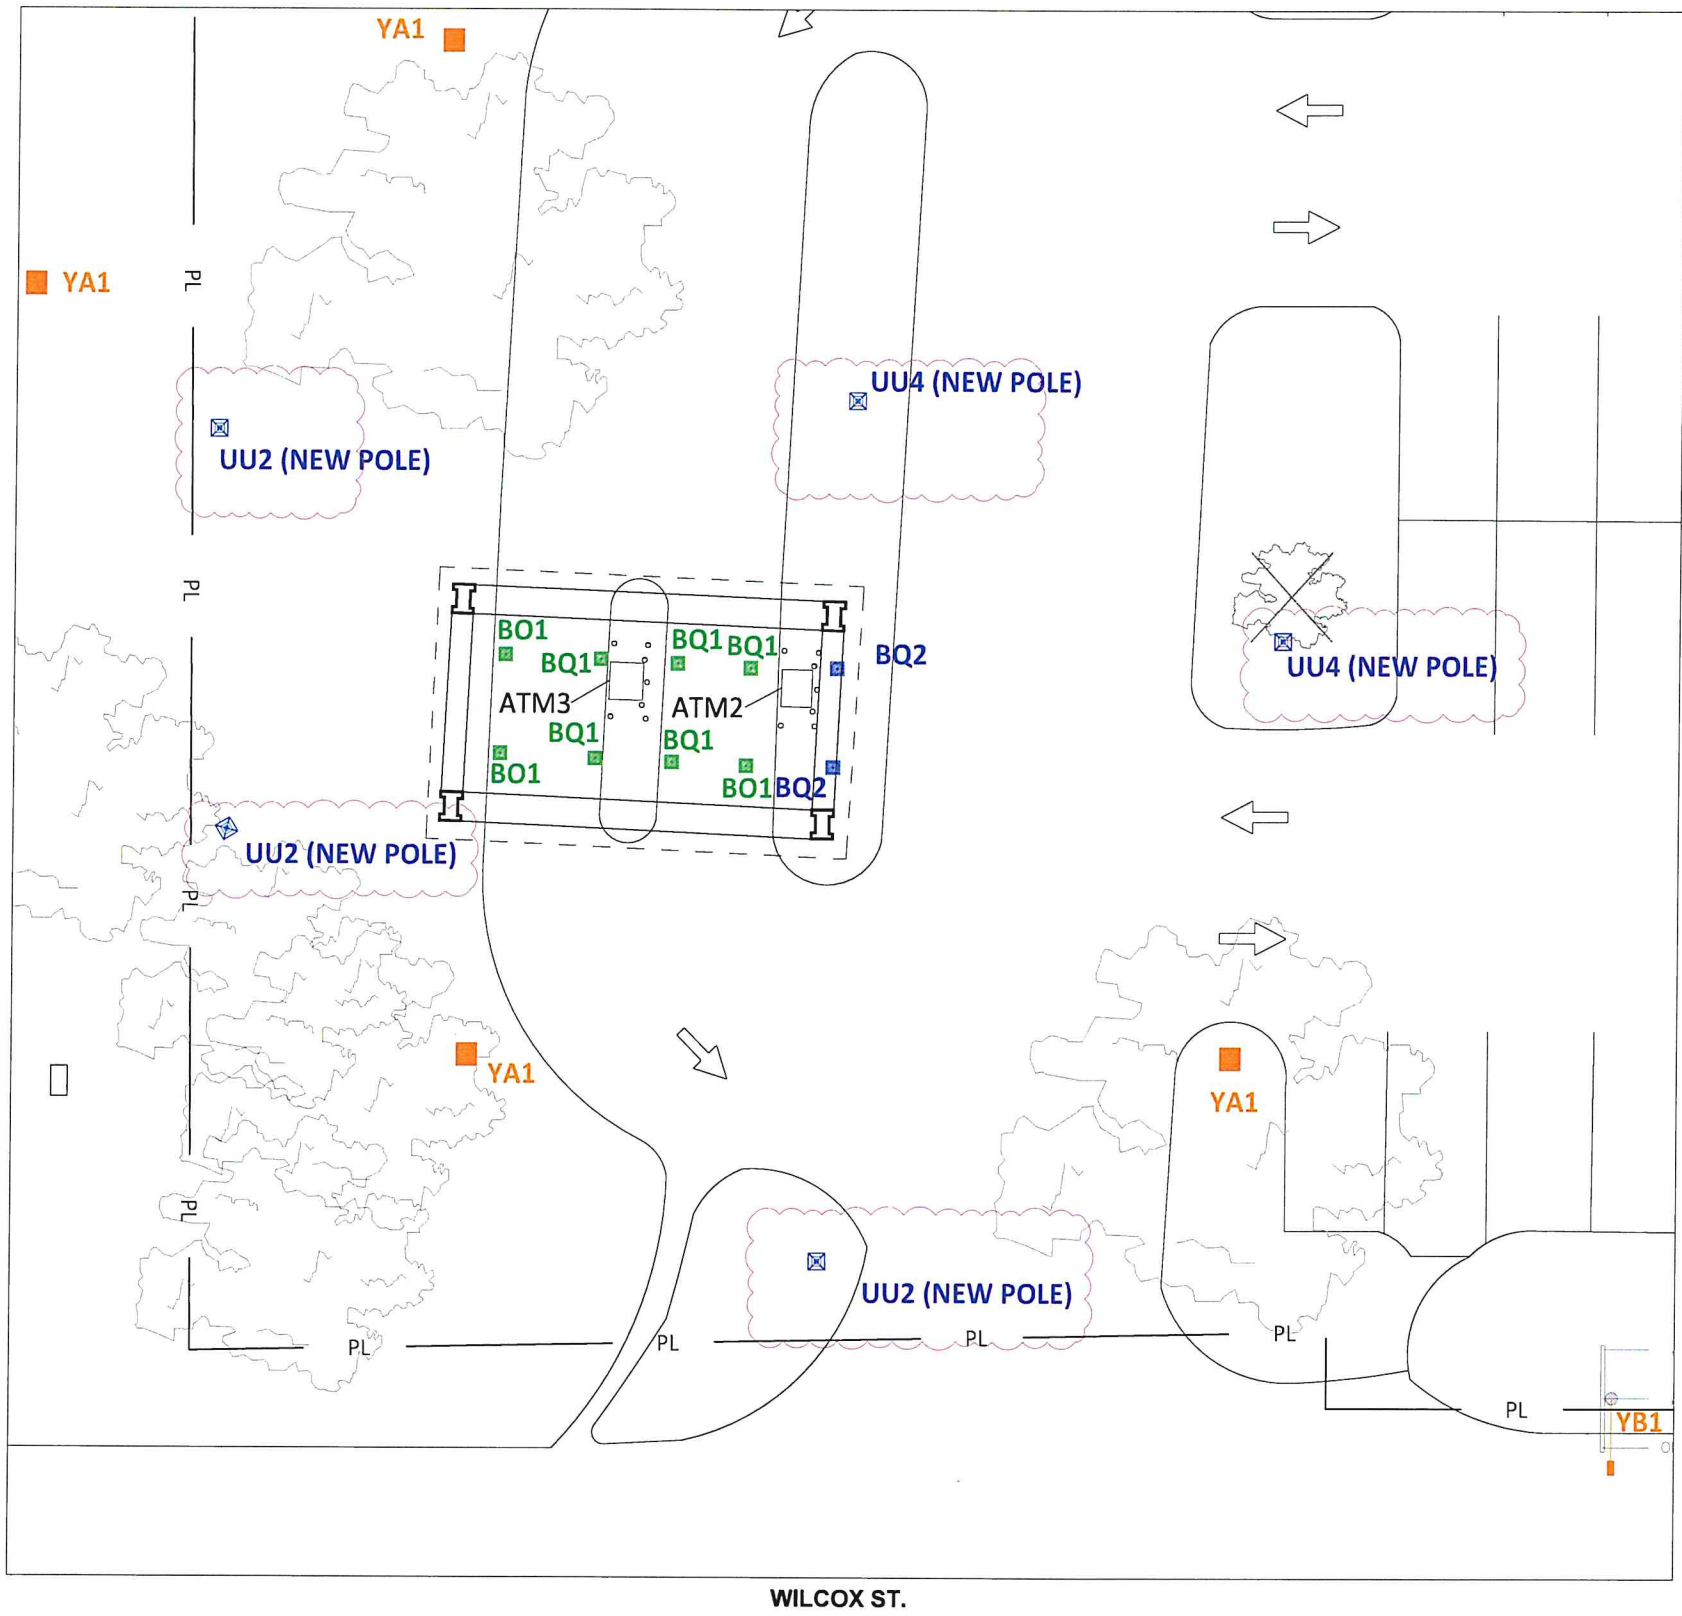 YA1
YA1
PL
UU4 (NEW POLE)
UU2 (NEW POLE)
PL
BO1
BQ1
BQ1
BQ1
BQ2
UU4 (NEW POLE)
ATM3
ATM2
BQ1
BQ1
BO1
BO1
BQ2
UU2 (NEW POLE)
PL
YA1
YA1
PL
UU2 (NEW POLE)
PL
PL
PL
PL
PL
YB1
WILCOX ST.